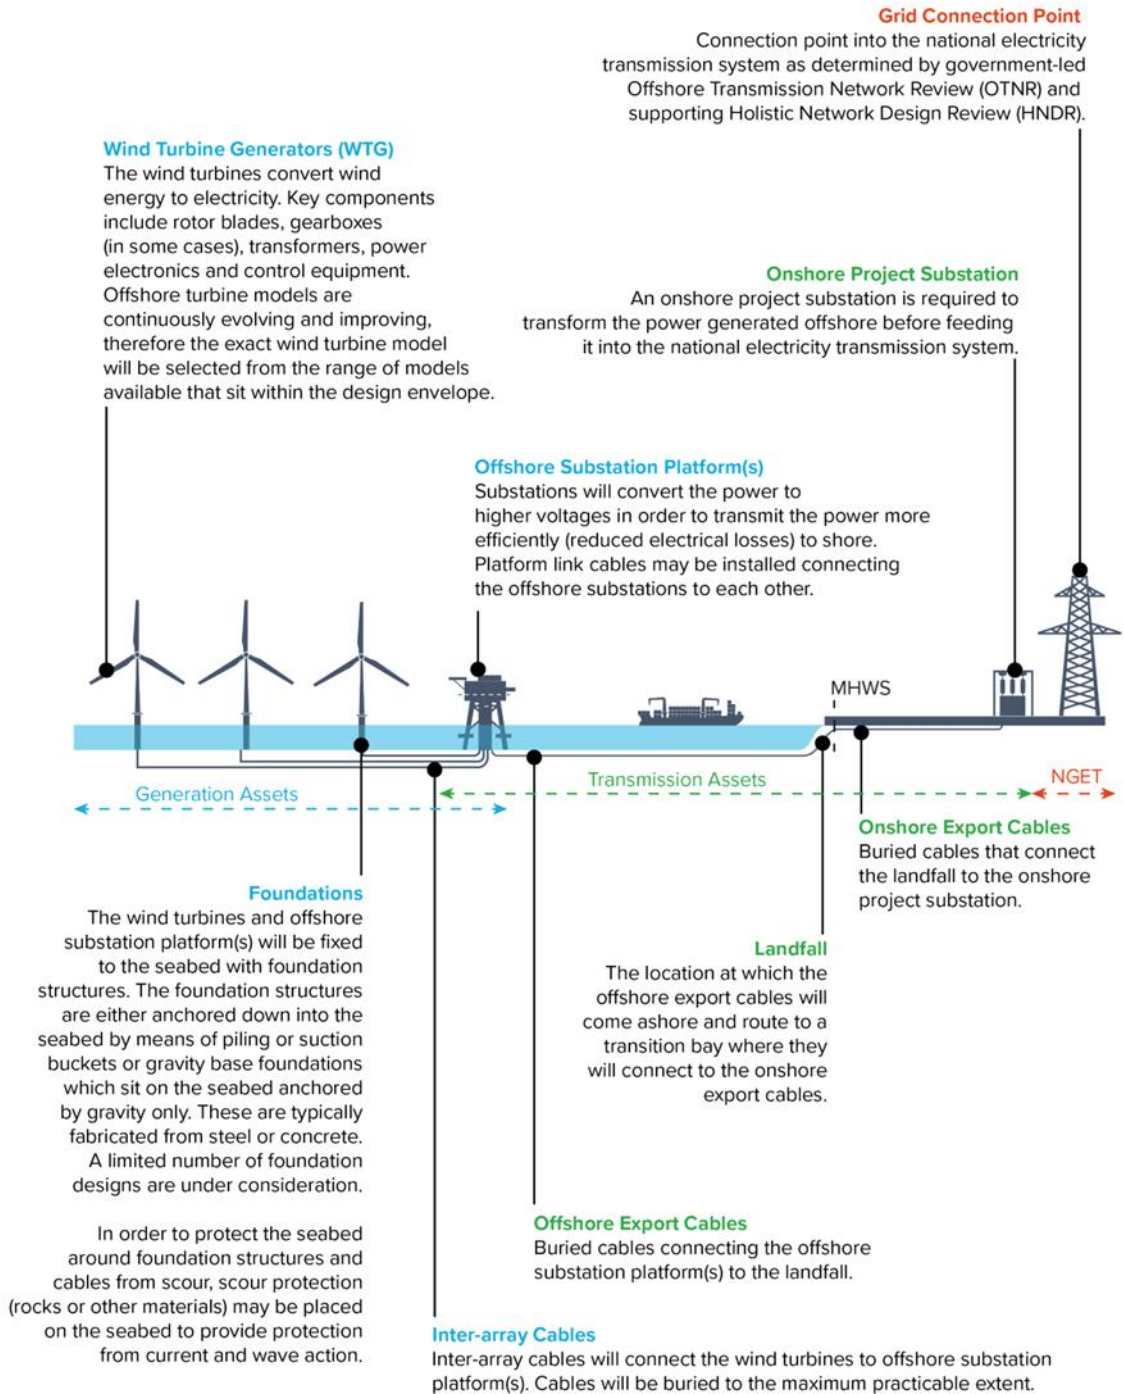 Grid Connection Point
Connection point into the national electricity
transmission system as determined by government-led
Offshore Transmission Network Review (OTNR) and
supporting Holistic Network Design Review (HNDR).
Wind Turbine Generators (WTG)
The wind turbines convert wind
energy to electricity. Key components
include rotor blades, gearboxes
(in some cases), transformers, power
electronics and control equipment.
Offshore turbine models are
continuously evolving and improving,
therefore the exact wind turbine model
will be selected from the range of models
available that sit within the design envelope.
Onshore Project Substation
An onshore project substation is required to
transform the power generated offshore before feeding
it into the national electricity transmission system.
Offshore Substation Platform(s)
Substations will convert the power to
higher voltages in order to transmit the power more
efficiently (reduced electrical losses) to shore.
Platform link cables may be installed connecting
the offshore substations to each other.
MHWS
Generation Assets
Transmission Assets
NGET
Onshore Export Cables
Buried cables that connect
the landfall to the onshore
project substation.
Foundations
The wind turbines and offshore
substation platform(s) will be fixed
to the seabed with foundation
structures. The foundation structures
are either anchored down into the
seabed by means of piling or suction
buckets or gravity base foundations
which sit on the seabed anchored
by gravity only. These are typically
fabricated from steel or concrete.
A limited number of foundation
designs are under consideration.
In order to protect the seabed
around foundation structures and
cables from scour, scour protection
(rocks or other materials) may be placed
on the seabed to provide protection
from current and wave action.
Landfall
The location at which the
offshore export cables will
come ashore and route to a
transition bay where they
will connect to the onshore
export cables.
Offshore Export Cables
Buried cables connecting the offshore
substation platform(s) to the landfall.
Inter-array Cables
Inter-array cables will connect the wind turbines to offshore substation
platform(s). Cables will be buried to the maximum practicable extent.